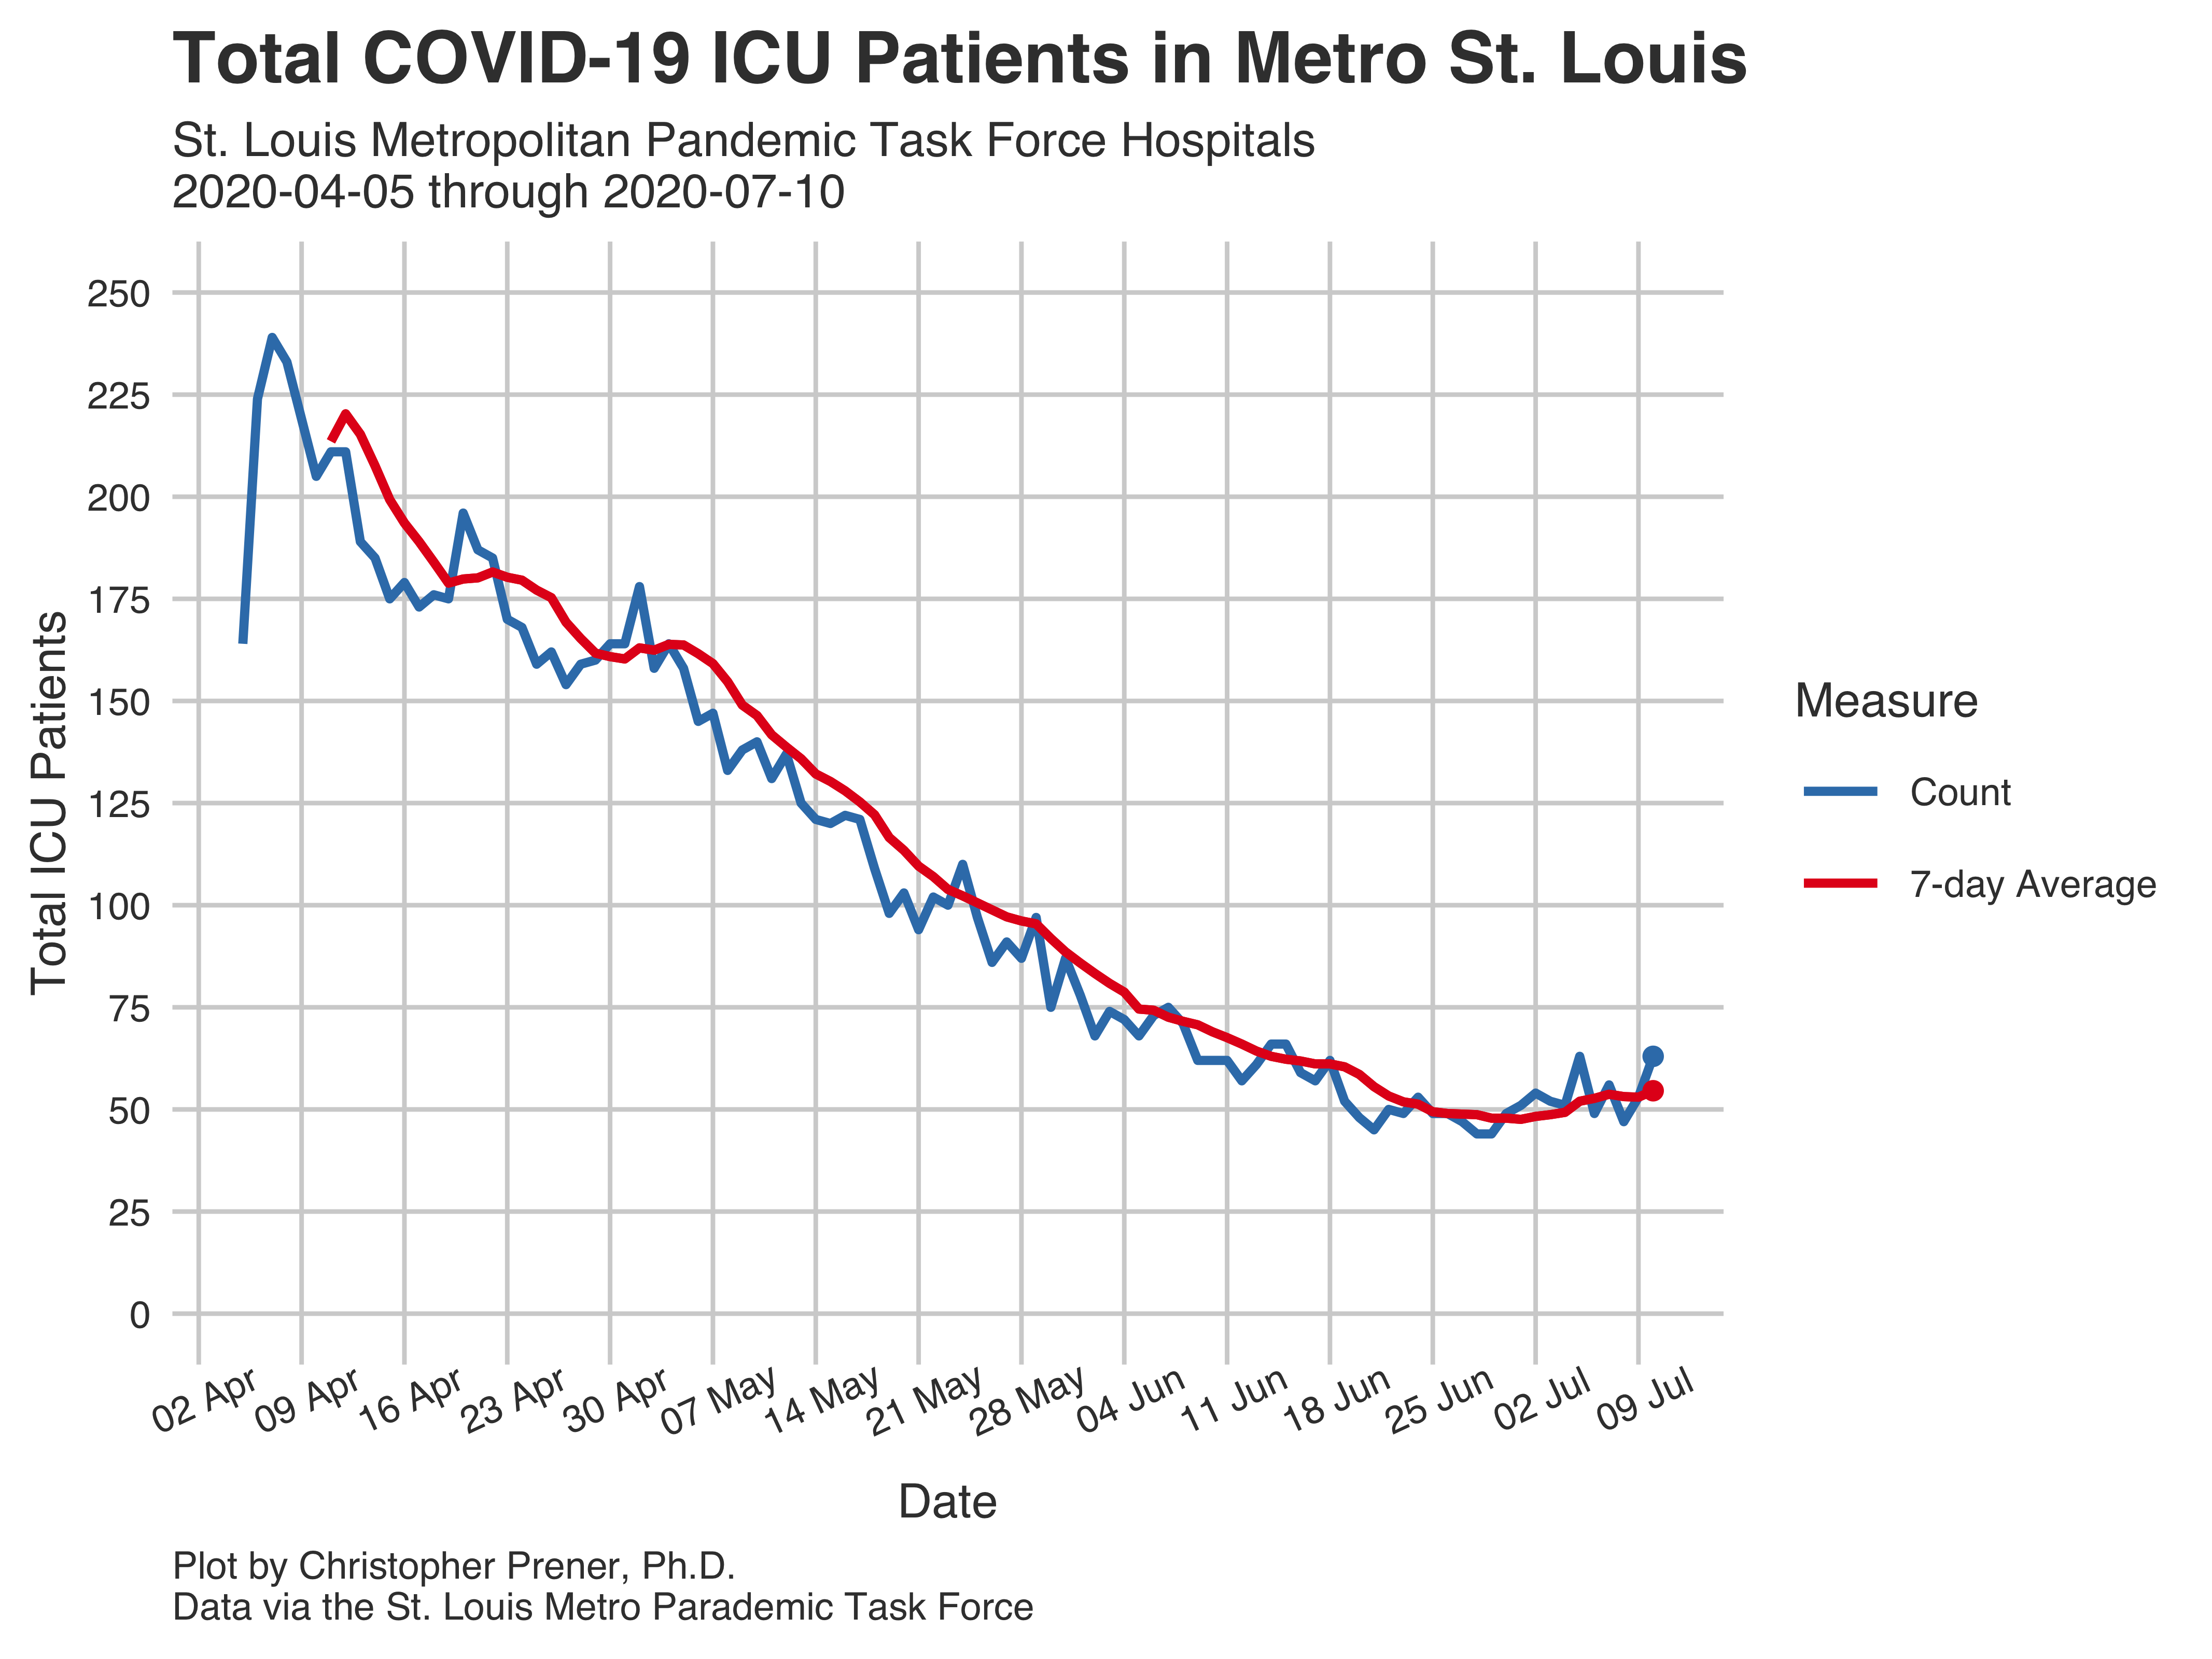 Total COVID-19 ICU Patients in Metro St. Louis
St. Louis Metropolitan Pandemic Task Force Hospitals
2020-04-05 through 2020-07-10
250
225
200
175
150
125
100
75
50
25
0
Total ICU Patients
02 Apr
09 Apr
16 Apr
23 Apr
30 Apr
07 May
14 May
21 May
28 May
04 Jun
11 Jun
18 Jun
25 Jun
02 Jul
09 Jul
Date
Measure
Count
7-day Average
Plot by Christopher Prener, Ph.D.
Data via the St. Louis Metro Parademic Task Force